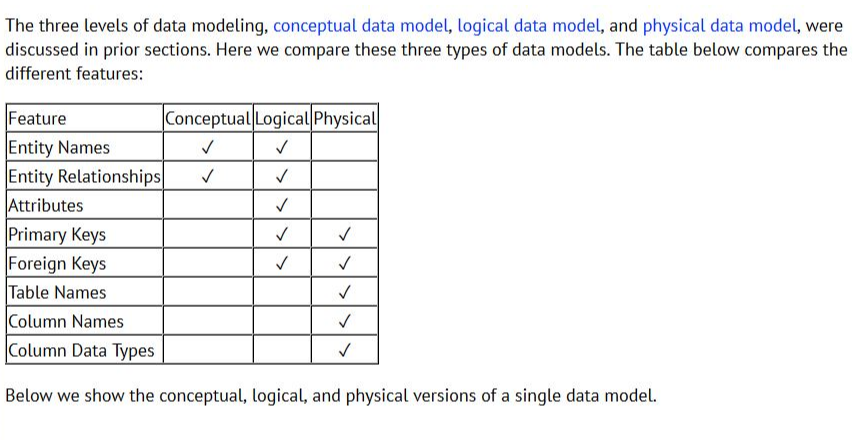 The three levels of data modeling, conceptual data model, logical data model, and physical data model, were
discussed in prior sections. Here we compare these three types of data models. The table below compares the
different features:
Feature Conceptual Logical Physical
Entity Names ✓ ✓
Entity Relationships ✓ ✓
Attributes ✓
Primary Keys ✓ ✓
Foreign Keys ✓ ✓
Table Names ✓
Column Names ✓
Column Data Types ✓
Below we show the conceptual, logical, and physical versions of a single data model.